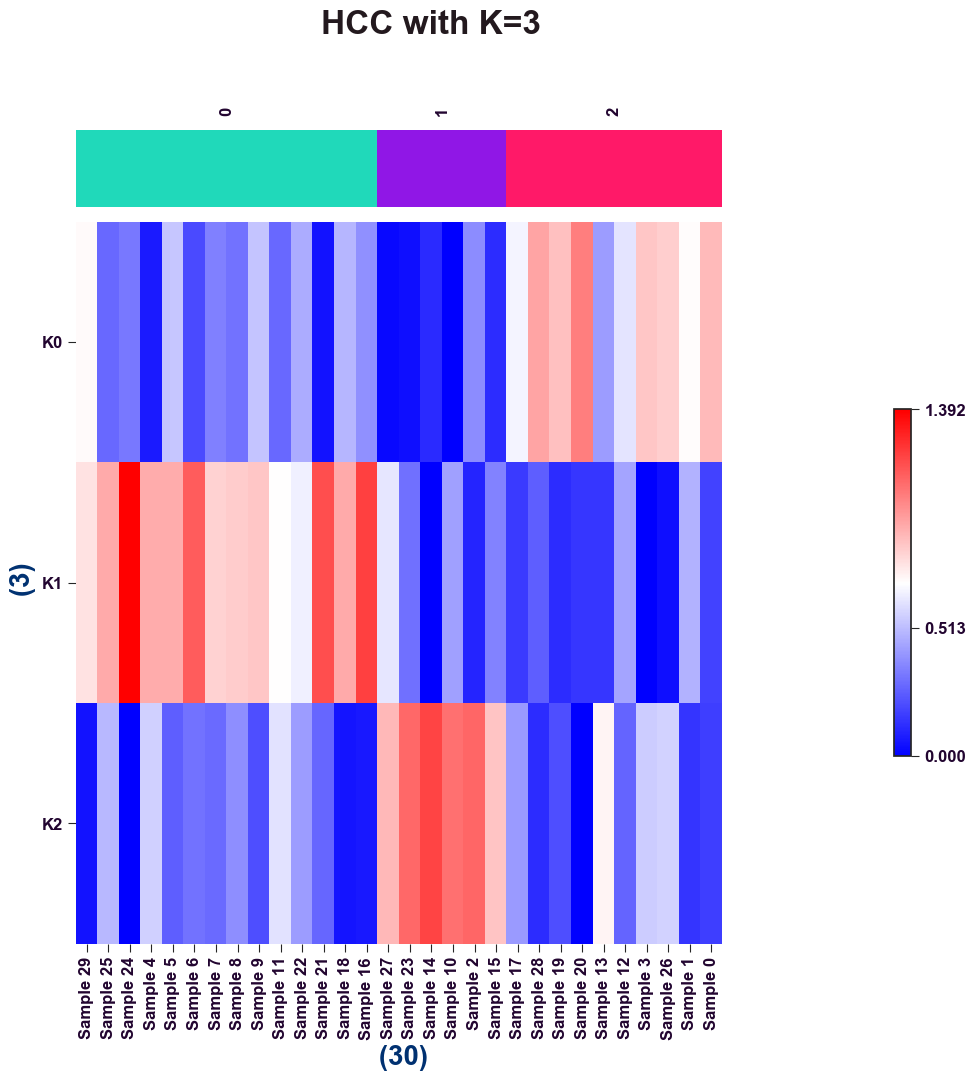 HCC with K=3
0
1
2
K0
K1
K2
(3)
1.392
0.513
0.000
Sample 29
Sample 25
Sample 24
Sample 4
Sample 5
Sample 6
Sample 7
Sample 8
Sample 9
Sample 11
Sample 22
Sample 21
Sample 18
Sample 16
Sample 27
Sample 23
Sample 14
Sample 10
Sample 2
Sample 15
Sample 17
Sample 28
Sample 19
Sample 20
Sample 13
Sample 12
Sample 3
Sample 26
Sample 1
Sample 0
(30)